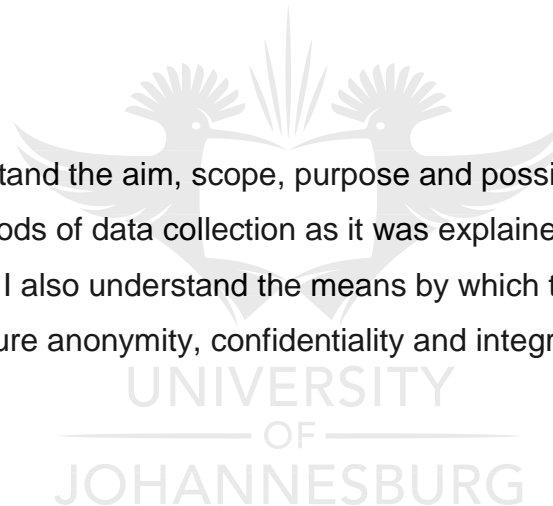 tand the aim, scope, purpose and possi
ods of data collection as it was explaine
I also understand the means by which t
ure anonymity, confidentiality and integr
UNIVERSITY
OF
JOHANNESBURG